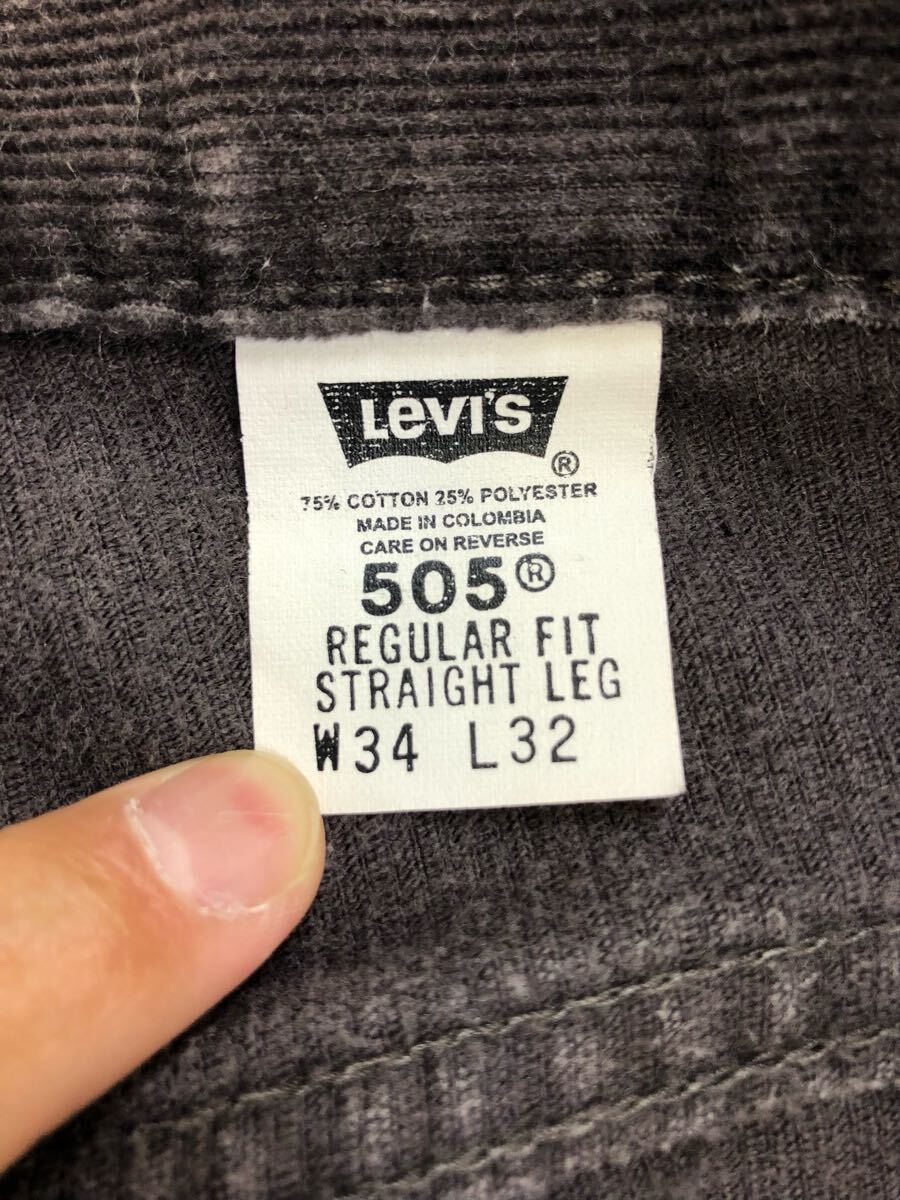 Levi's
®
75% COTTON 25% POLYESTER
MADE IN COLOMBIA
CARE ON REVERSE
505®
REGULAR FIT
STRAIGHT LEG
W34 L32